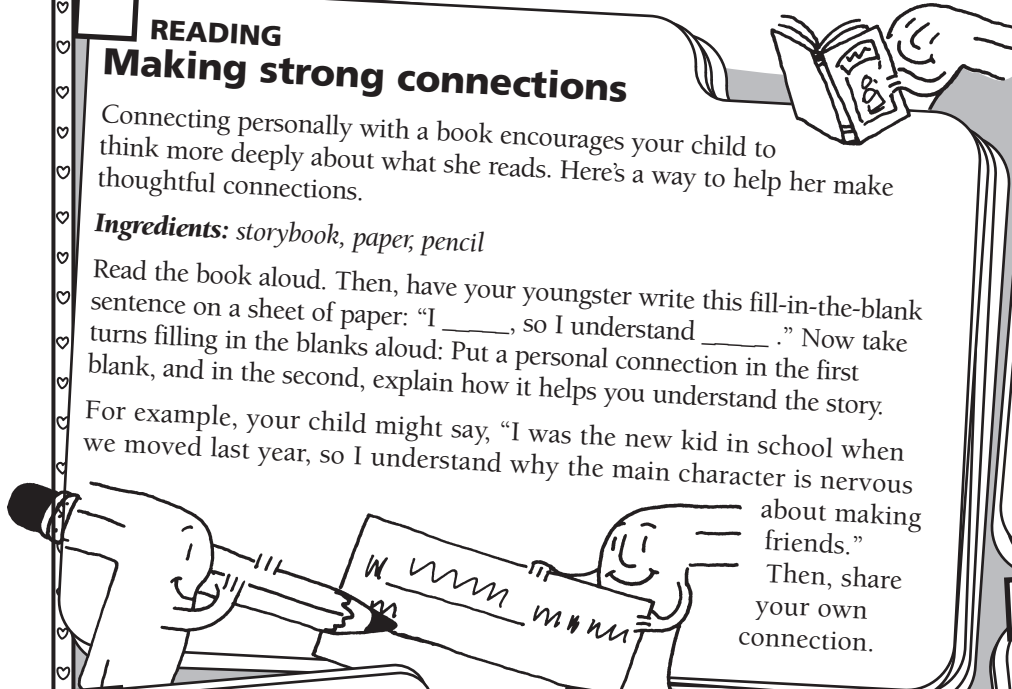 READING
Making strong connections
Connecting personally with a book encourages your child to
think more deeply about what she reads. Here’s a way to help her make
thoughtful connections.
Ingredients: storybook, paper, pencil
Read the book aloud. Then, have your youngster write this fill-in-the-blank
sentence on a sheet of paper: “I _____, so I understand _____ .” Now take
turns filling in the blanks aloud: Put a personal connection in the first
blank, and in the second, explain how it helps you understand the story.
For example, your child might say, “I was the new kid in school when
we moved last year, so I understand why the main character is nervous
about making
friends.”
Then, share
your own
connection.